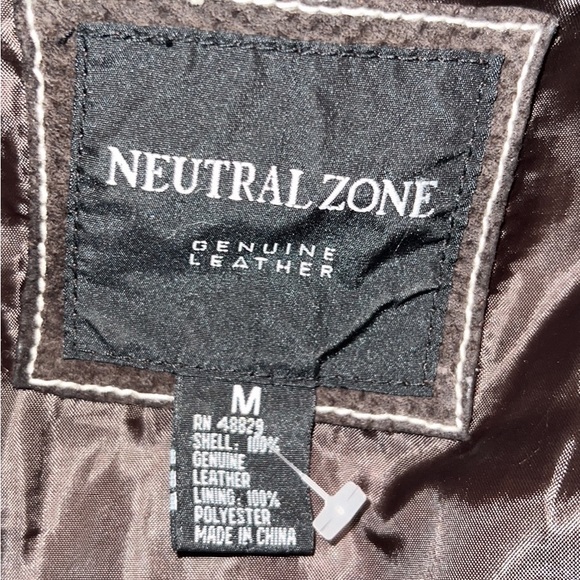 NEUTRAL ZONE
GENUINE
LEATHER
M
RN 48829
SHELL: 100%
GENUINE
LEATHER
LINING: 100%
POLYESTER
MADE IN CHINA